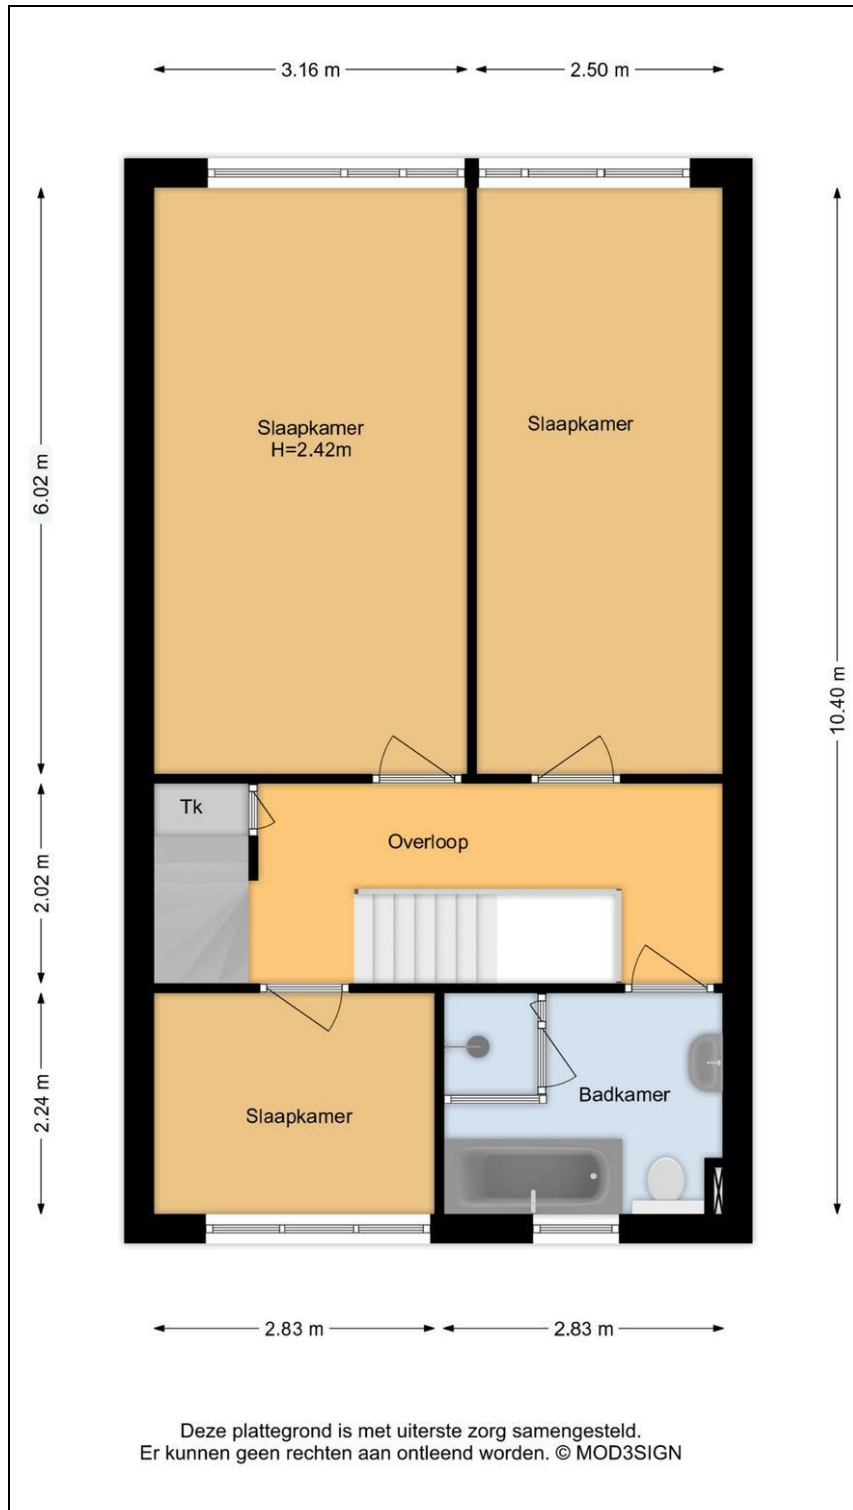 3.16 m
2.50 m
Slaapkamer
H=2.42m
Slaapkamer
6.02 m
10.40 m
Tk
Overloop
2.02 m
Badkamer
Slaapkamer
2.24 m
2.83 m
2.83 m
Deze plattegrond is met uiterste zorg samengesteld.
Er kunnen geen rechten aan ontleend worden. © MOD3SIGN